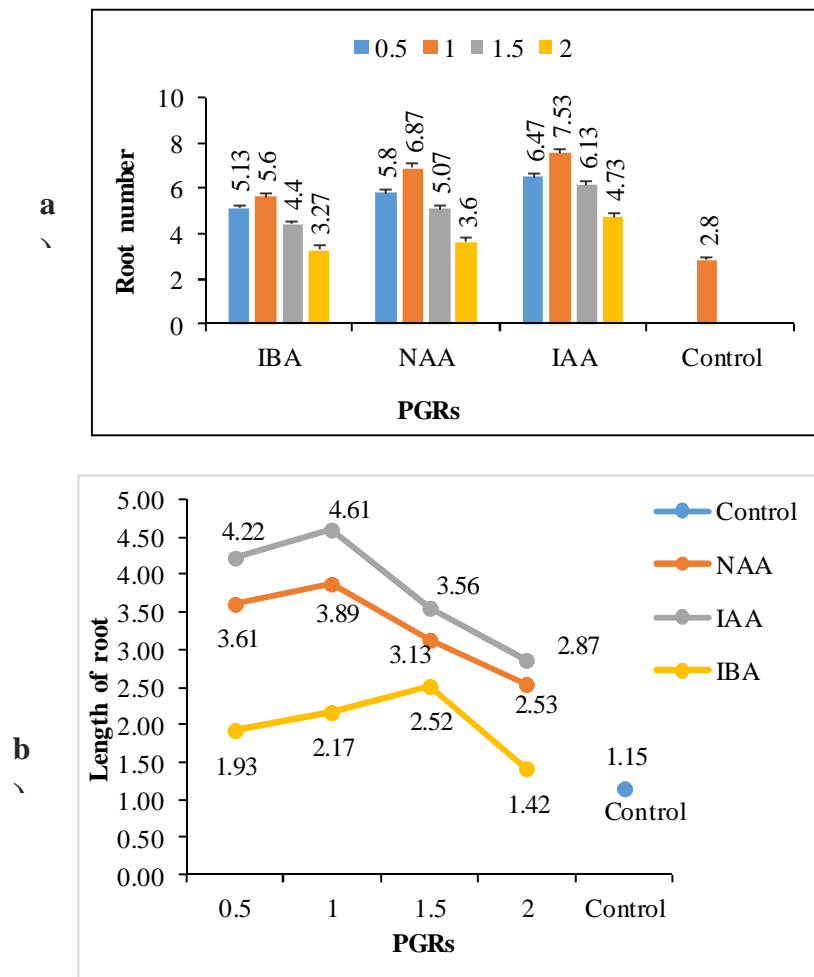 a
、
0.5 1 1.5 2
Root number
10
8
6
4
2
0
5.13 5.6 4.4 3.27
5.8 6.87 5.07 3.6
6.47 7.53 6.13 4.73
2.8
IBA NAA IAA Control
PGRs
b
、
Length of root
5.00
4.50
4.00
3.50
3.00
2.50
2.00
1.50
1.00
0.50
0.00
4.22 4.61 3.56 2.87
3.61 3.89 3.13 2.53
1.93 2.17 2.52 1.42
1.15
Control
Control
NAA
IAA
IBA
0.5 1 1.5 2 Control
PGRs